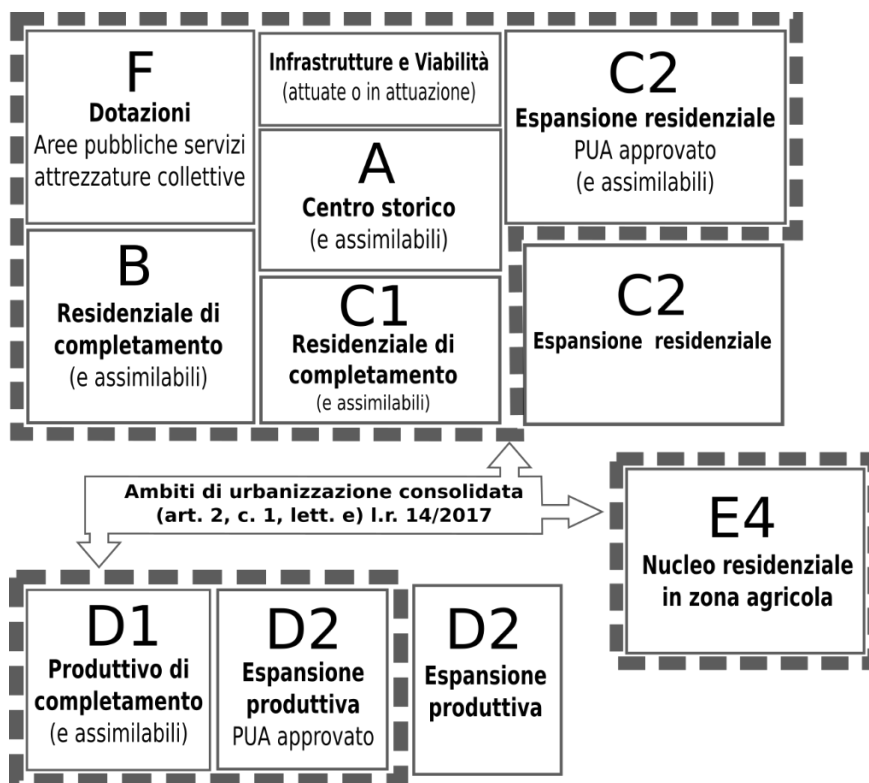 F
Dotazioni
Aree pubbliche servizi
attrezzature collettive
Infrastrutture e Viabilità
(attuate o in attuazione)
C2
Espansione residenziale
PUA approvato
(e assimilabili)
A
Centro storico
(e assimilabili)
B
Residenziale di
completamento
(e assimilabili)
C1
Residenziale di
completamento
(e assimilabili)
C2
Espansione residenziale
Ambiti di urbanizzazione consolidata
(art. 2, c. 1, lett. e) l.r. 14/2017
E4
Nucleo residenziale
in zona agricola
D1
Produttivo di
completamento
(e assimilabili)
D2
Espansione
produttiva
PUA approvato
D2
Espansione
produttiva